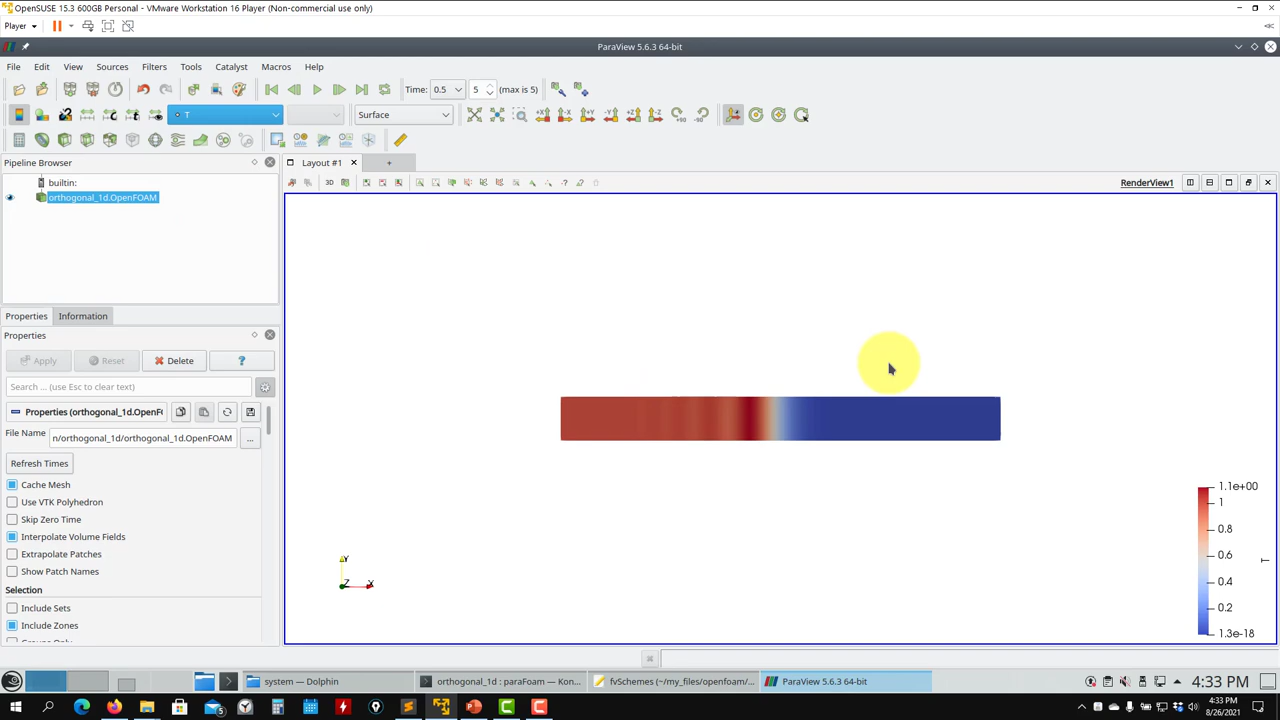 OpenSUSE 15.3 600GB Personal - VMware Workstation 16 Player (Non-commercial use only)
Player
ParaView 5.6.3 64-bit
File Edit View Sources Filters Tools Catalyst Macros Help
Time: 0.5 5 (max is 5)
T Surface +X -X +Y -Y +Z -Z +90 -90
Pipeline Browser
Layout #1 +
builtin:
3D
RenderView1
orthogonal_1d.OpenFOAM
Properties Information
Properties
Apply Reset Delete ?
Search ... (use Esc to clear text)
Properties (orthogonal_1d.OpenF
File Name n/orthogonal_1d/orthogonal_1d.OpenFOAM ...
Refresh Times
Cache Mesh
Use VTK Polyhedron
Skip Zero Time
Interpolate Volume Fields
Extrapolate Patches
Show Patch Names
Selection
Include Sets
Include Zones
Groups Only
Y
Z X
1.1e+00
1
0.8
0.6
T
0.4
0.2
1.3e-18
system — Dolphin
orthogonal_1d : paraFoam — Kon...
fvSchemes (~/my_files/openfoam/...
ParaView 5.6.3 64-bit
4:33 PM
4:33 PM
8/26/2021